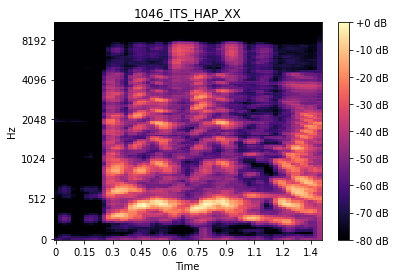 1046_ITS_HAP_XX
+0 dB
8192
-10 dB
4096
-20 dB
-30 dB
2048
Hz
-40 dB
1024
-50 dB
-60 dB
512
-70 dB
0
-80 dB
0 0.15 0.3 0.45 0.6 0.75 0.9 1.1 1.2 1.4
Time